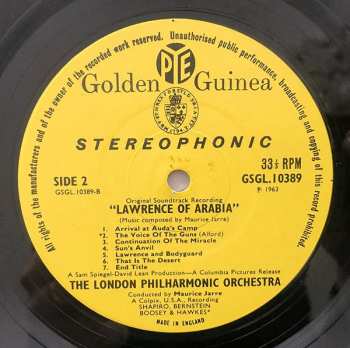 All rights of the manufacturers and of the owner of the recorded work reserved. Unauthorised public performance, broadcasting and copying of this record prohibited
PYE
Golden Guinea
STEREOPHONIC
SIDE 2
GSGL.10389-B
33⅓ RPM
GSGL.10389
℗ 1963
Original Soundtrack Recording
"LAWRENCE OF ARABIA"
(Music composed by Maurice Jarre)
1. Arrival at Auda's Camp
*2. The Voice Of The Guns (Alford)
3. Continuation Of The Miracle
4. Sun's Anvil
5. Lawrence and Bodyguard
6. That Is The Desert
7. End Title
A Sam Spiegel-David Lean Production—A Columbia Pictures Release
THE LONDON PHILHARMONIC ORCHESTRA
Conducted by Maurice Jarre
A Colpix, U.S.A., Recording
SHAPIRO, BERNSTEIN
BOOSEY & HAWKES*
MADE IN ENGLAND